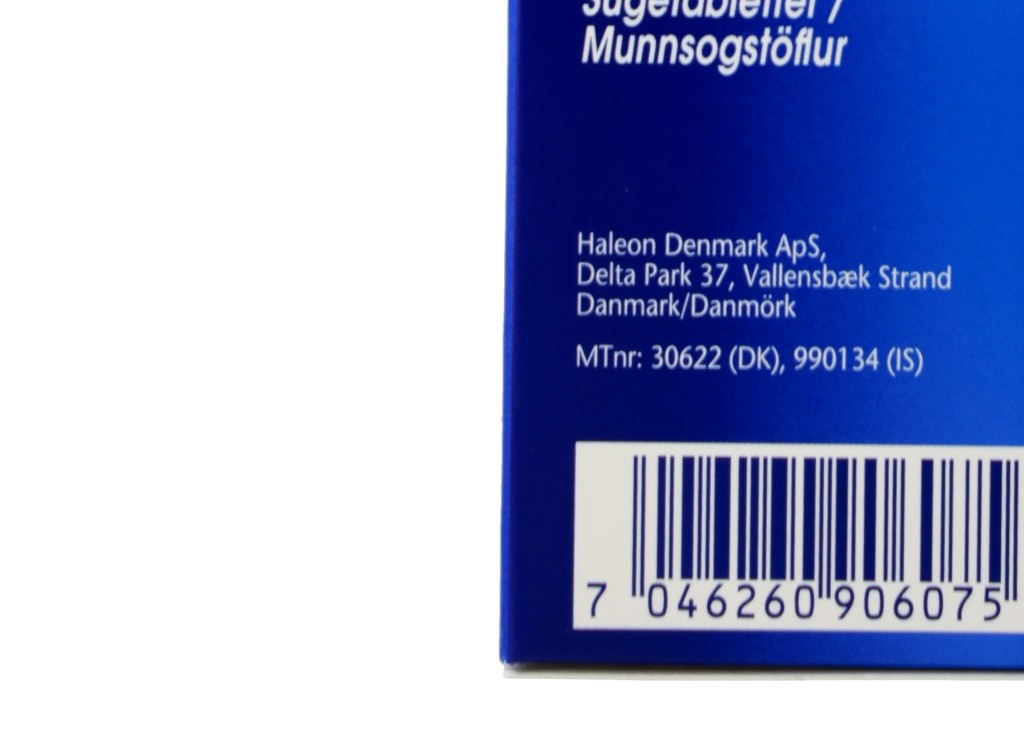 Sugetabletter /
Munnsogstöflur
Haleon Denmark ApS,
Delta Park 37, Vallensbæk Strand
Danmark/Danmörk
MTnr: 30622 (DK), 990134 (IS)
7 046260 906075